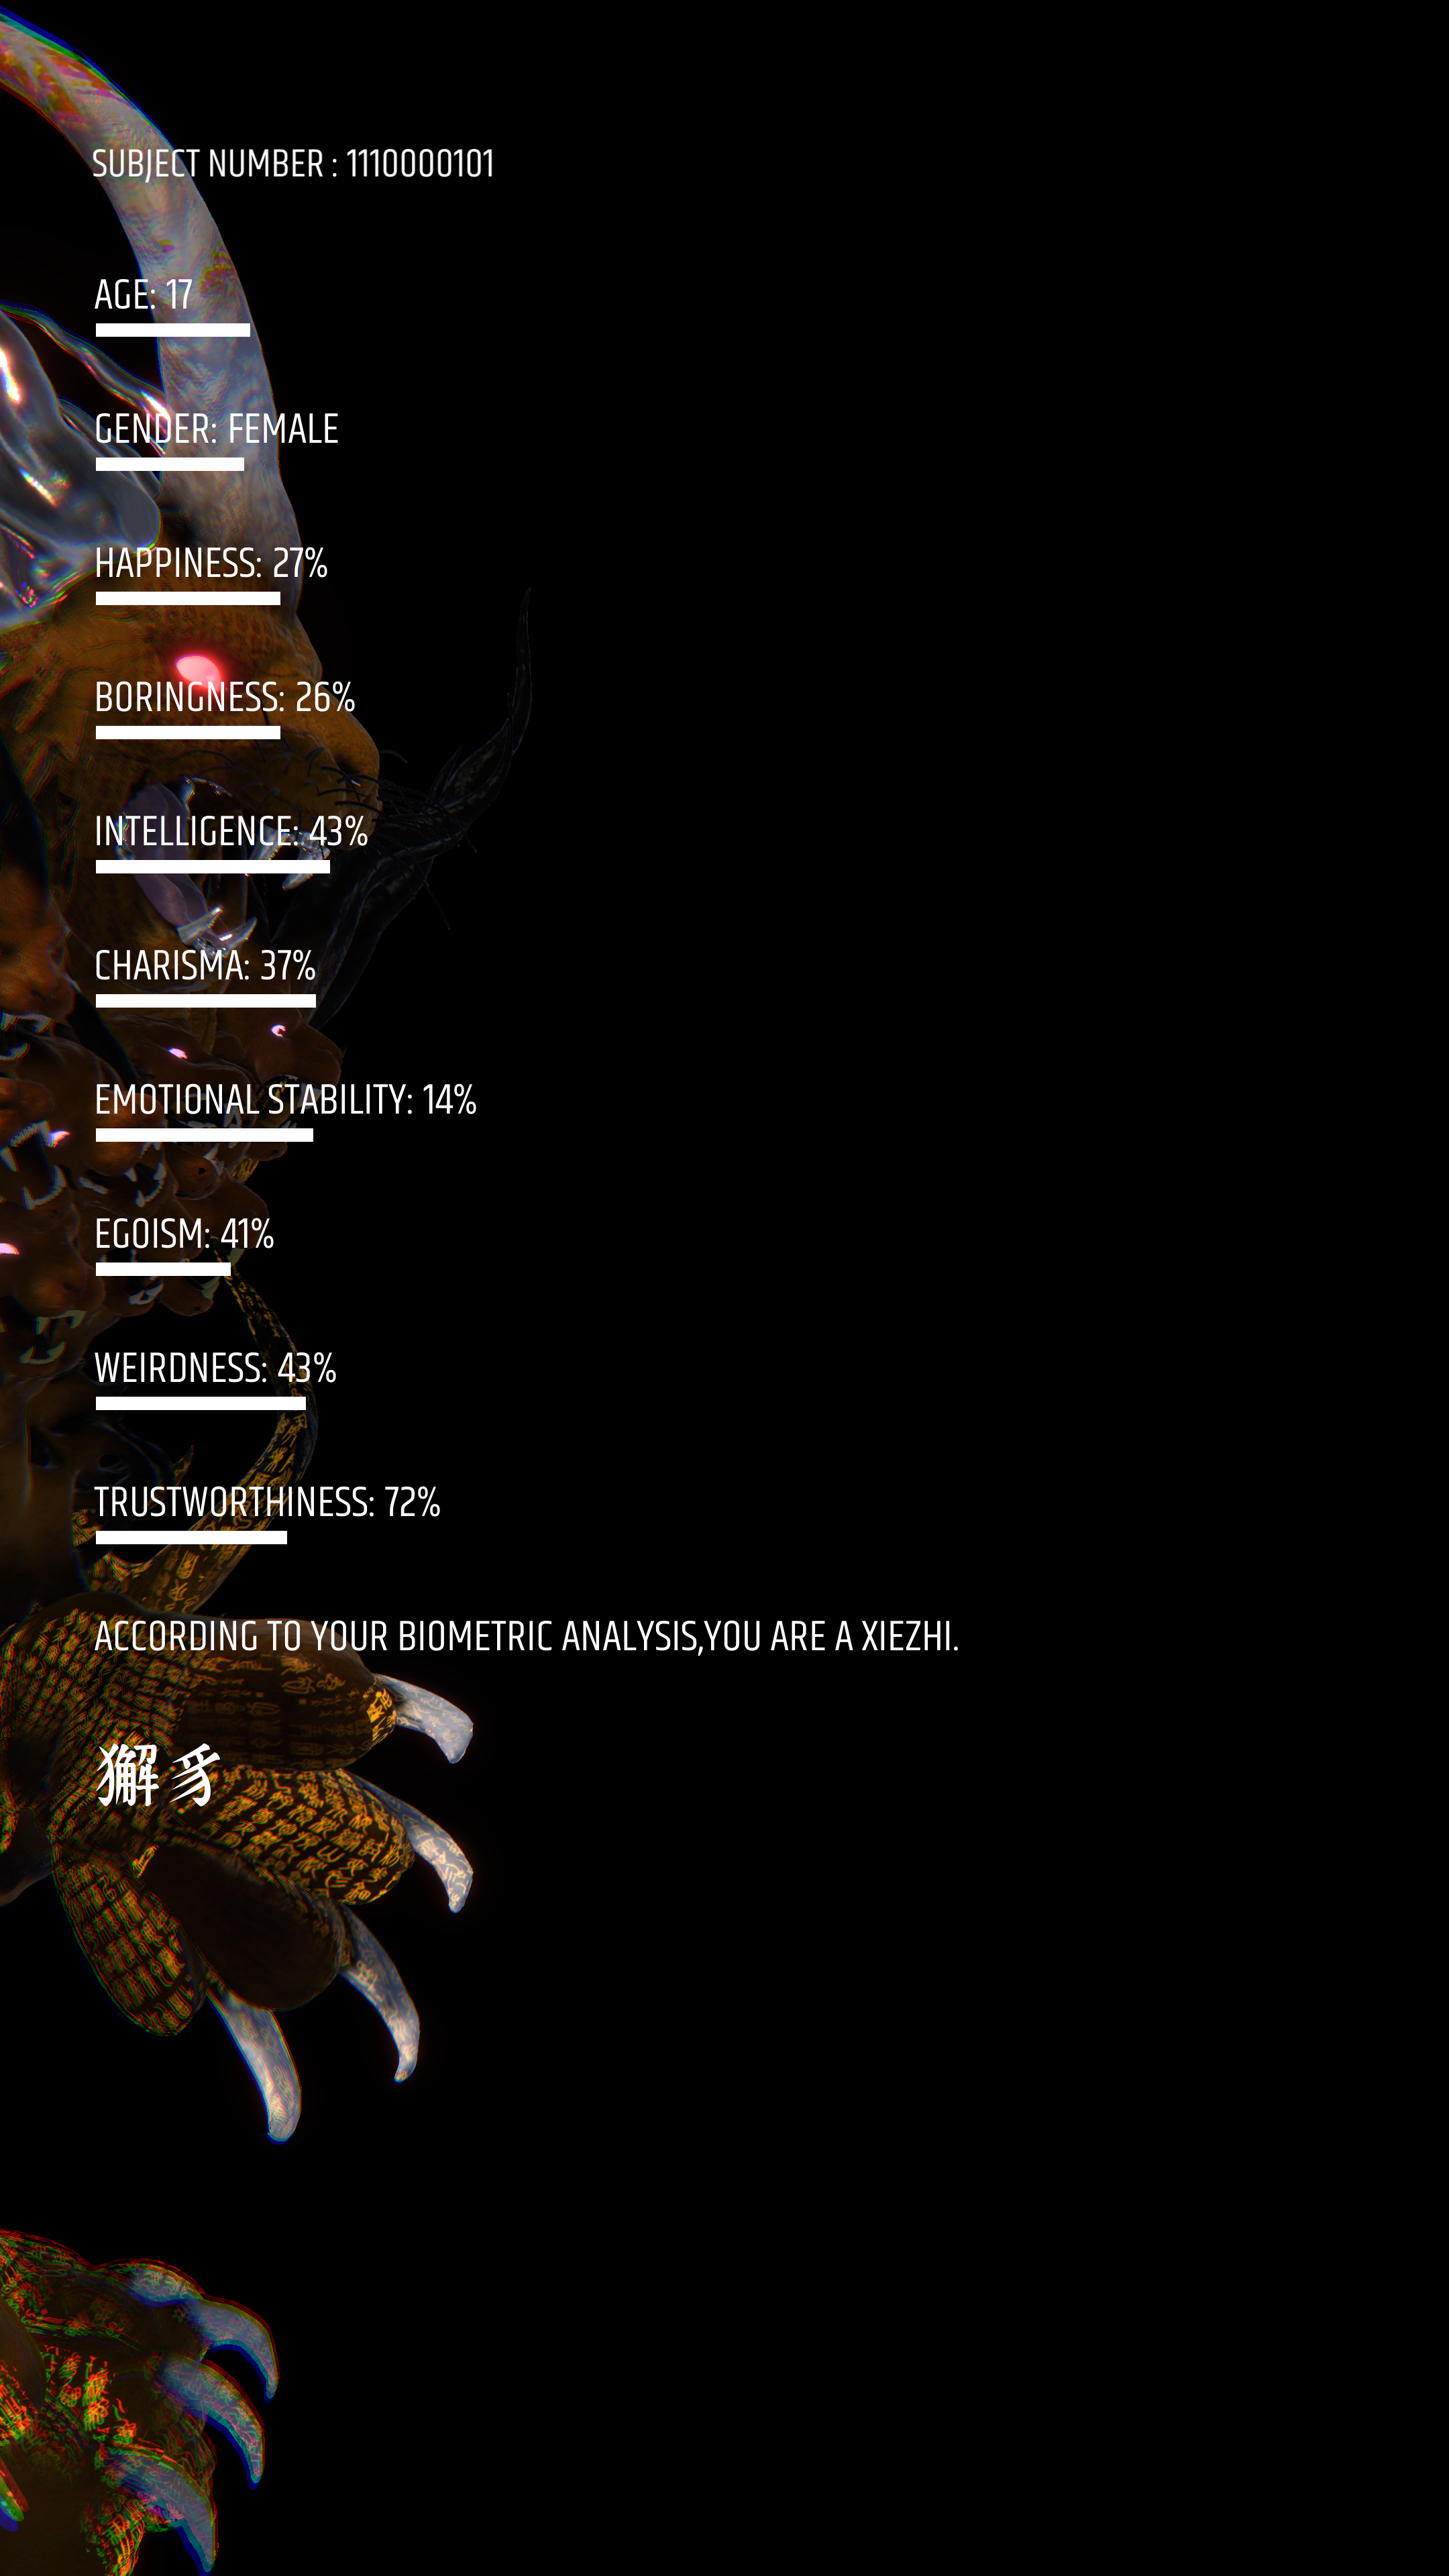 SUBJECT NUMBER : 1110000101
AGE: 17
GENDER: FEMALE
HAPPINESS: 27%
BORINGNESS: 26%
INTELLIGENCE: 43%
CHARISMA: 37%
EMOTIONAL STABILITY: 14%
EGOISM: 41%
WEIRDNESS: 43%
TRUSTWORTHINESS: 72%
ACCORDING TO YOUR BIOMETRIC ANALYSIS,YOU ARE A XIEZHI.
獬豸